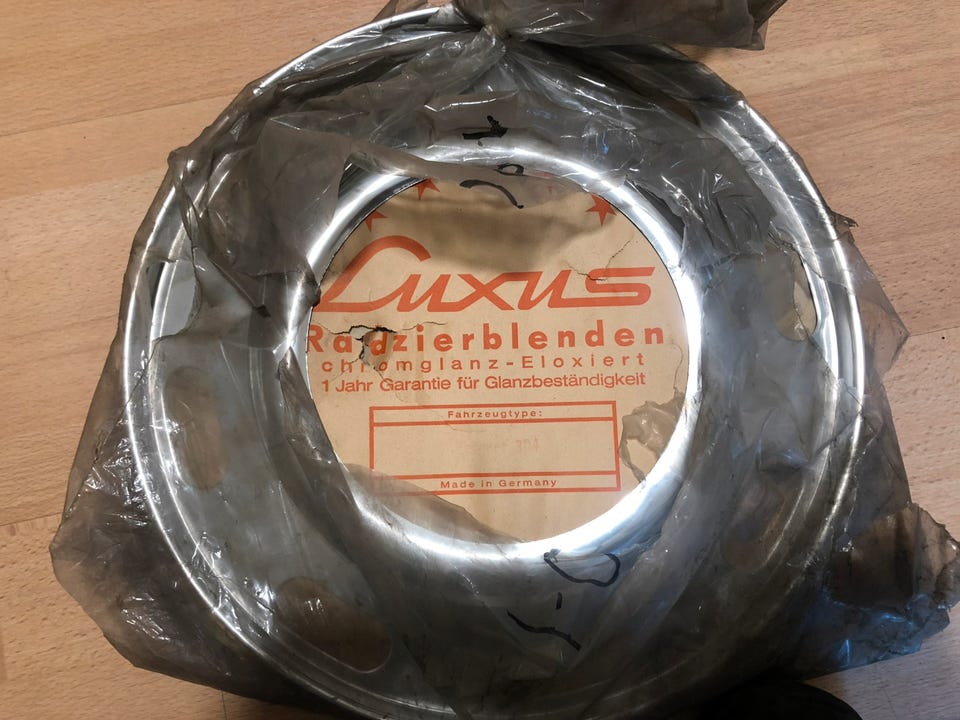 Luxus
Radzierblenden
chromglanz-Eloxiert
1 Jahr Garantie für Glanzbeständigkeit
Fahrzeugtype:
Made in Germany